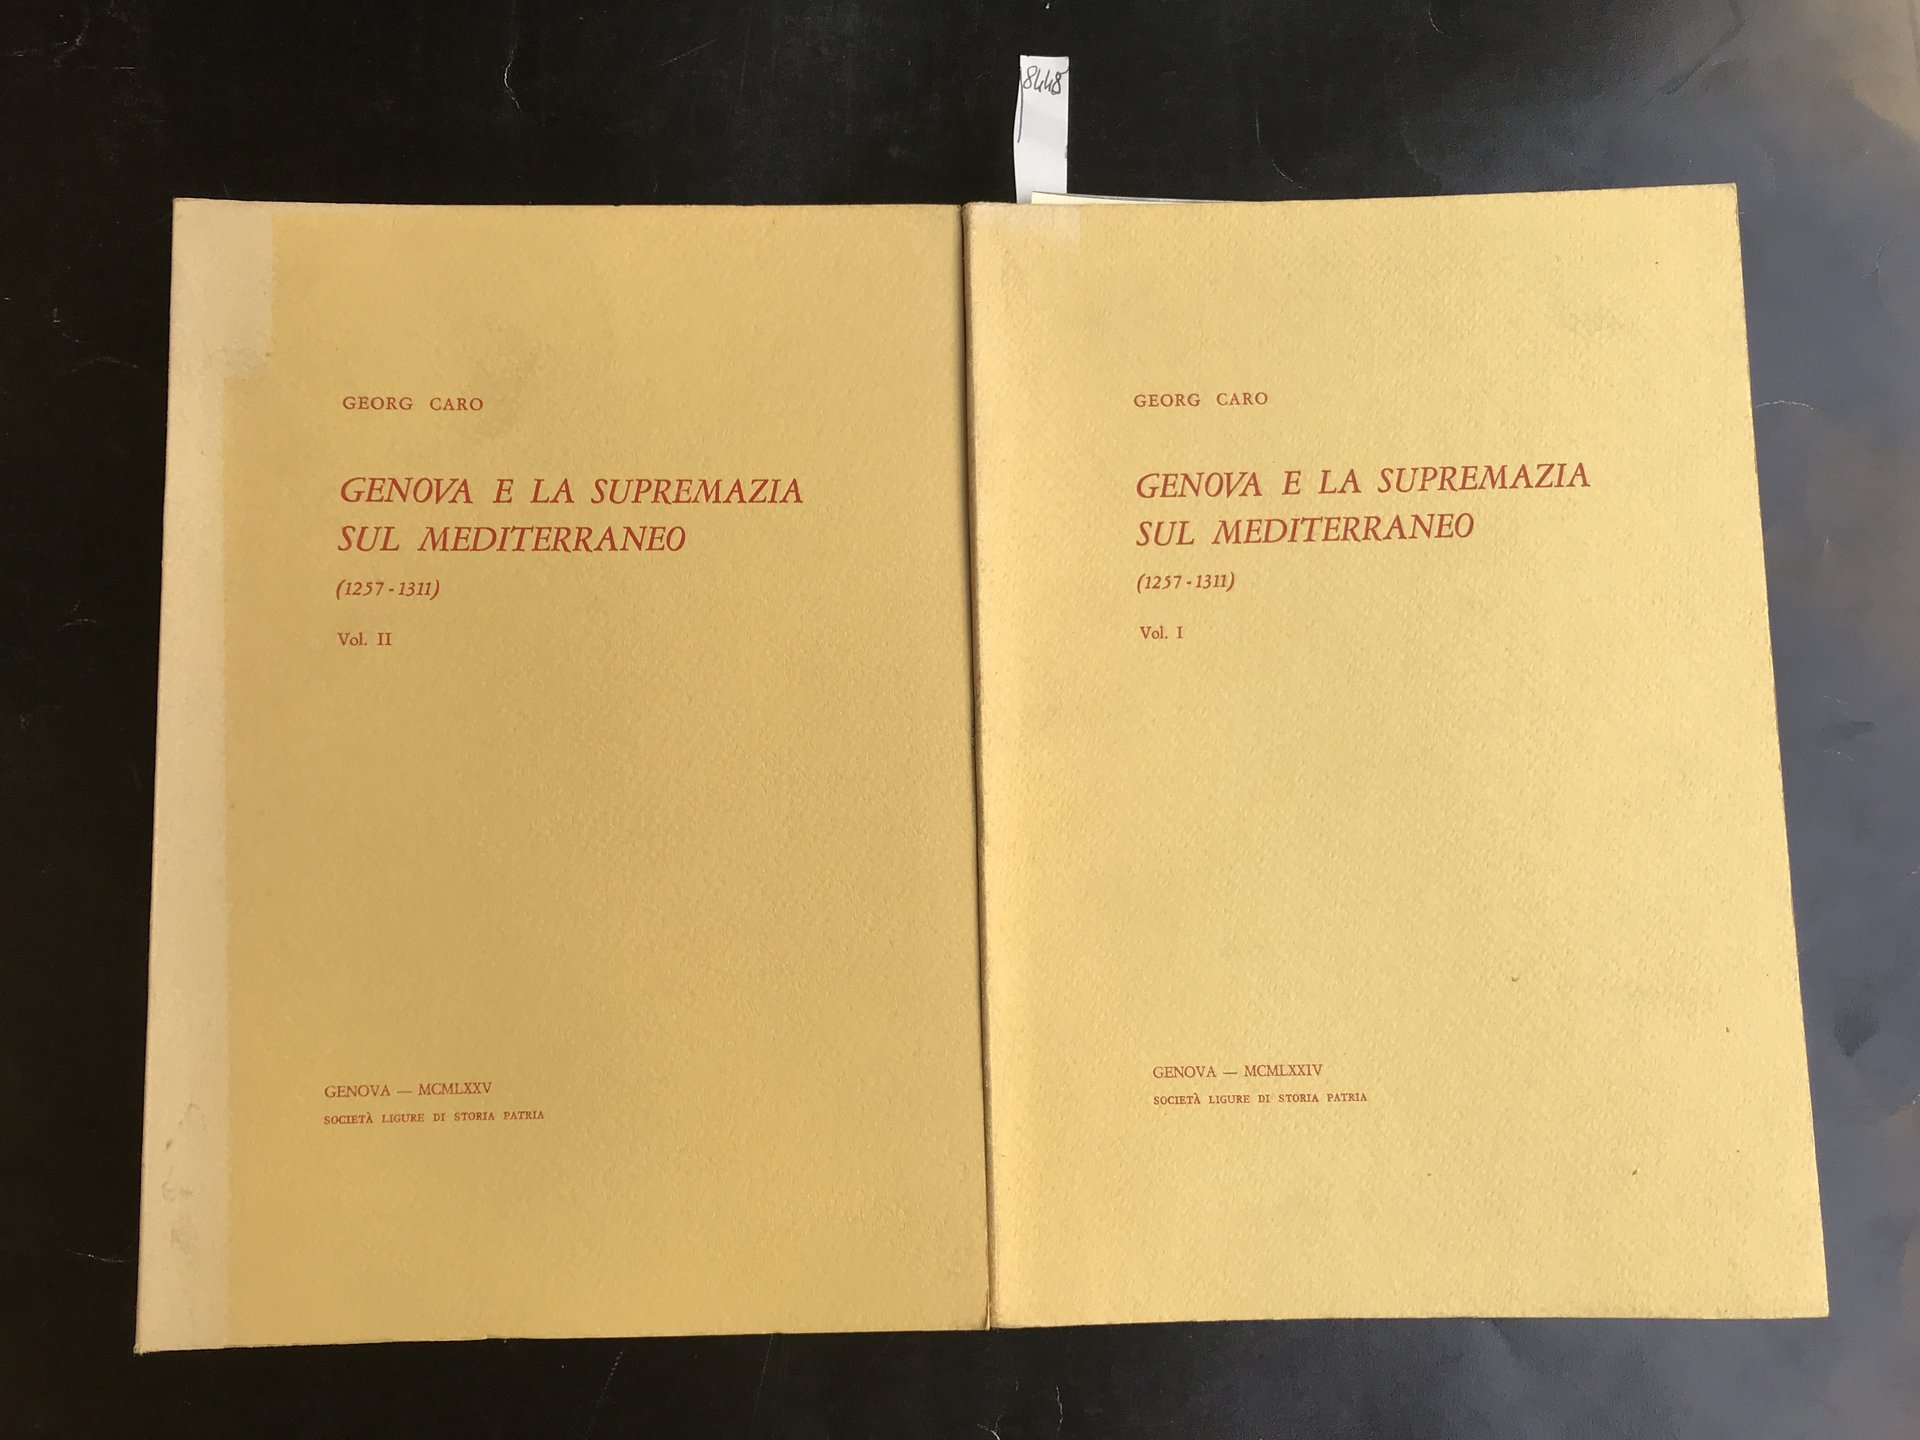 8448
GEORG CARO
GENOVA E LA SUPREMAZIA
SUL MEDITERRANEO
(1257-1311)
Vol. II
GENOVA — MCMLXXV
SOCIETÀ LIGURE DI STORIA PATRIA
GEORG CARO
GENOVA E LA SUPREMAZIA
SUL MEDITERRANEO
(1257-1311)
Vol. I
GENOVA — MCMLXXIV
SOCIETÀ LIGURE DI STORIA PATRIA